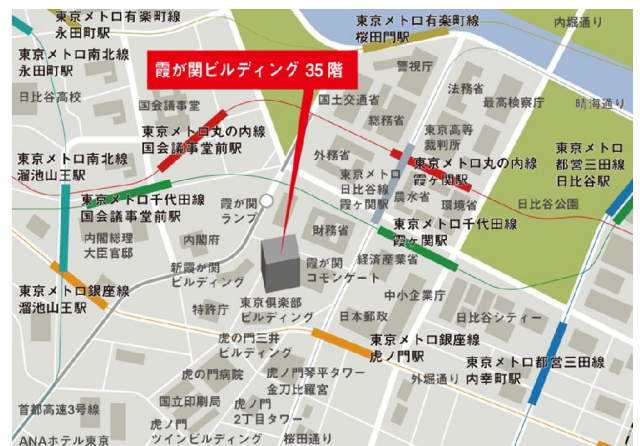 東京メトロ有楽町線
永田町駅
東京メトロ有楽町線
桜田門駅
内堀通り
東京メトロ南北線
永田町駅
霞が関ビルディング 35 階
警視庁
法務省
最高検察庁
晴海通り
日比谷高校
国会議事堂
国土交通省
総務省
東京メトロ丸の内線
国会議事堂前駅
東京高等
裁判所
外務省
東京メトロ丸の内線
霞ケ関駅
東京メトロ
都営三田線
日比谷駅
東京メトロ南北線
溜池山王駅
東京メトロ
日比谷線
霞ケ関駅
農水省
環境省
日比谷公園
東京メトロ千代田線
国会議事堂前駅
霞が関
ランプ
財務省
東京メトロ千代田線
霞ケ関駅
内閣総理
大臣官邸
内閣府
新霞が関
ビルディング
霞が関
コモンゲート
経済産業省
中小企業庁
東京メトロ銀座線
溜池山王駅
特許庁
東京倶楽部
ビルディング
日本郵政
日比谷シティー
虎の門三井
ビルディング
東京メトロ銀座線
虎ノ門駅
東京メトロ都営三田線
内幸町駅
虎の門病院
虎ノ門琴平タワー
金刀比羅宮
外堀通り
首都高速3号線
国立印刷局
虎ノ門
2丁目タワー
虎ノ門
ツインビルディング
桜田通り
ANAホテル東京